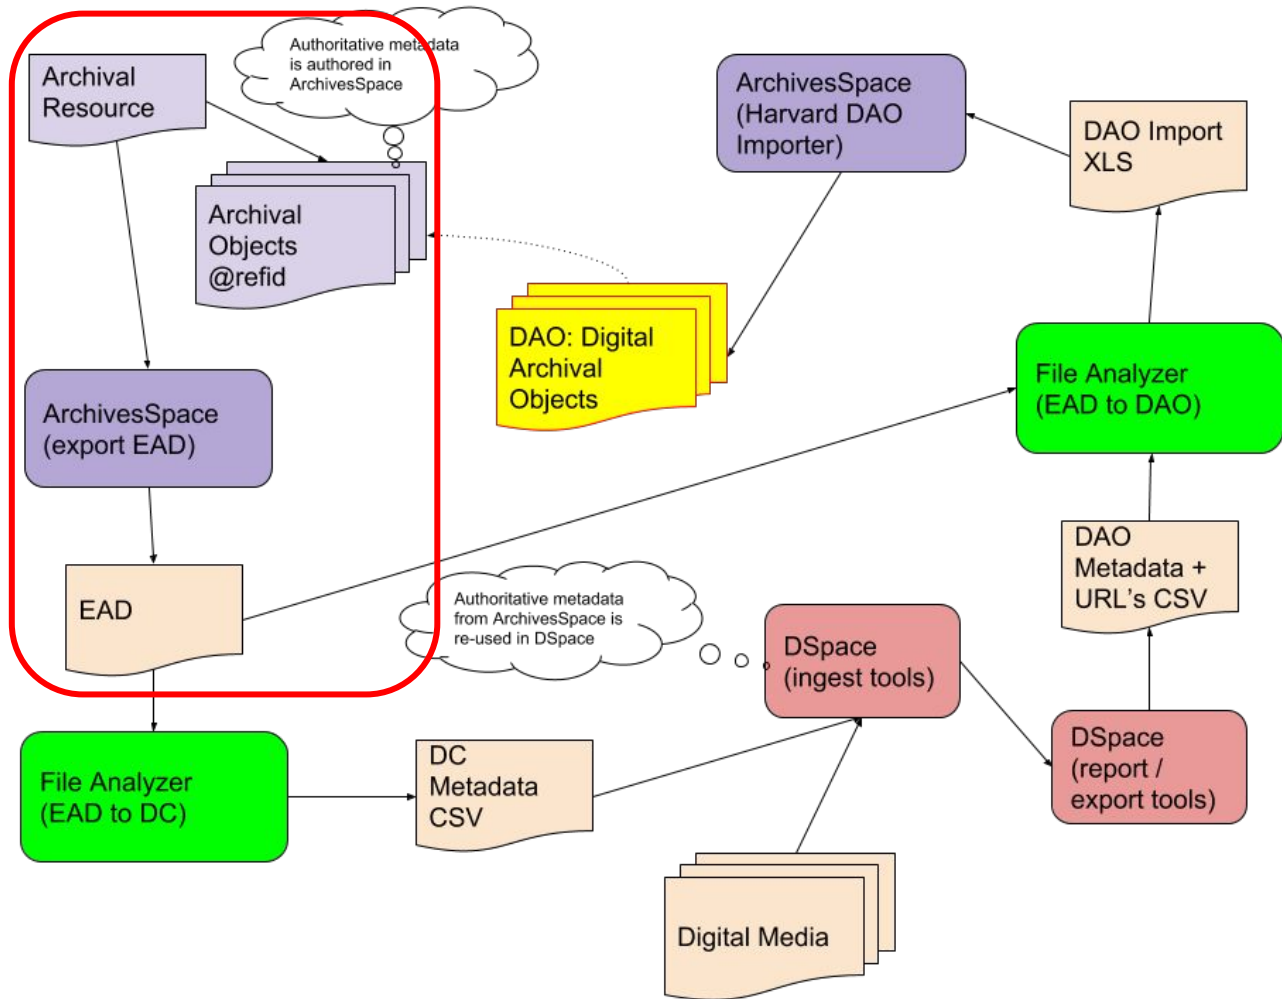 Archival
Resource
Authoritative metadata
is authored in
ArchivesSpace
Archival
Objects
@refid
ArchivesSpace
(Harvard DAO
Importer)
DAO Import
XLS
DAO: Digital
Archival
Objects
File Analyzer
(EAD to DAO)
ArchivesSpace
(export EAD)
EAD
Authoritative metadata
from ArchivesSpace is
re-used in DSpace
DSpace
(ingest tools)
DAO
Metadata +
URL's CSV
File Analyzer
(EAD to DC)
DC
Metadata
CSV
DSpace
(report /
export tools)
Digital Media